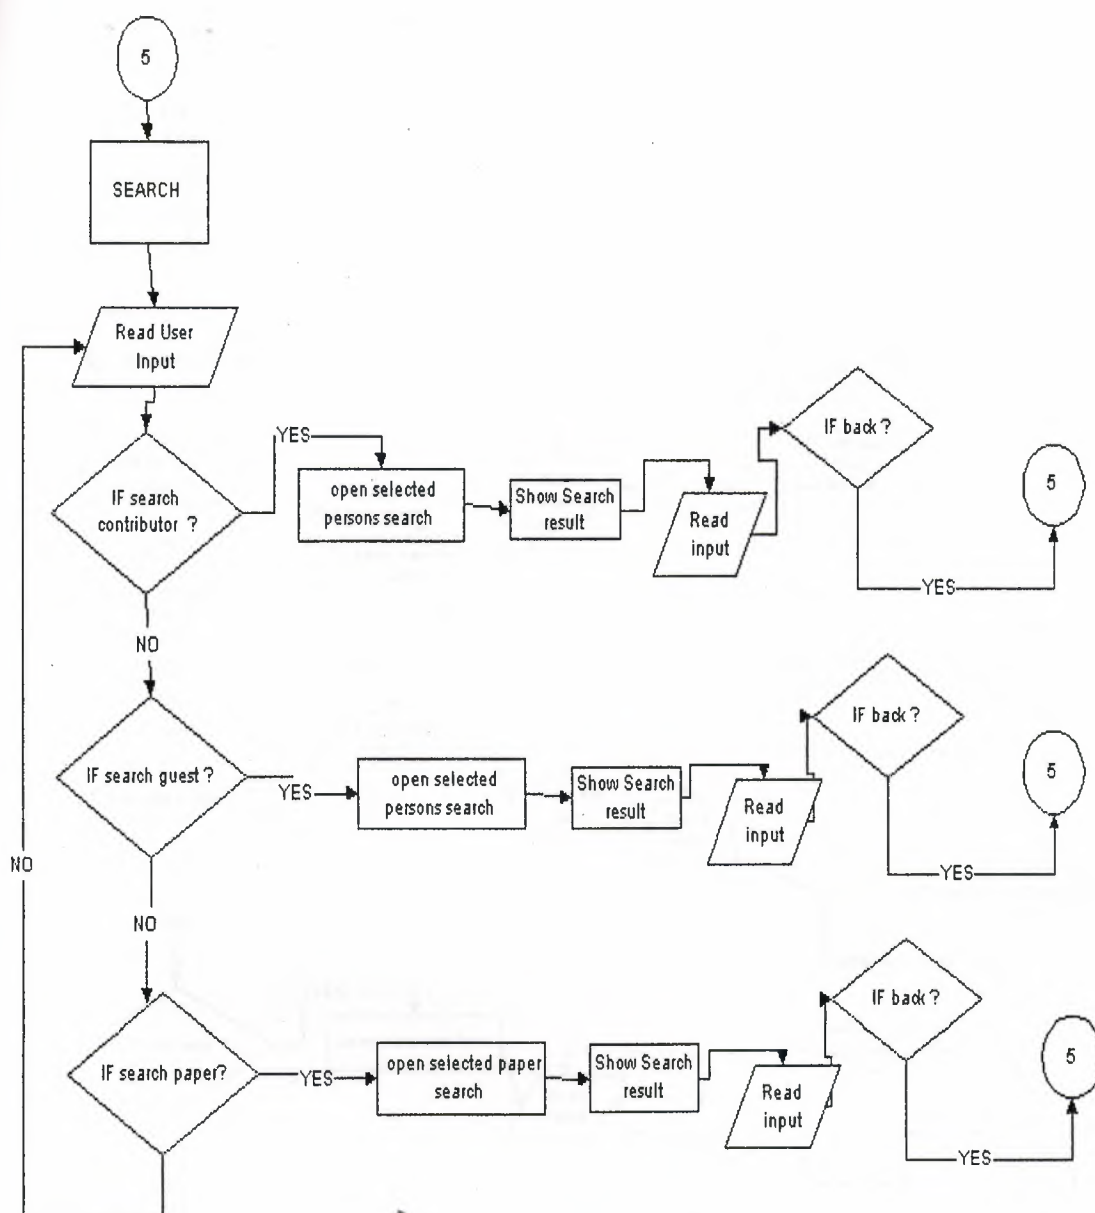 5
SEARCH
Read User
Input
IF search
contributor ?
YES
open selected
persons search
Show Search
result
Read
input
IF back ?
YES
5
NO
IF search guest ?
YES
open selected
persons search
Show Search
result
Read
input
IF back ?
YES
5
NO
NO
IF search paper?
YES
open selected paper
search
Show Search
result
Read
input
IF back ?
YES
5